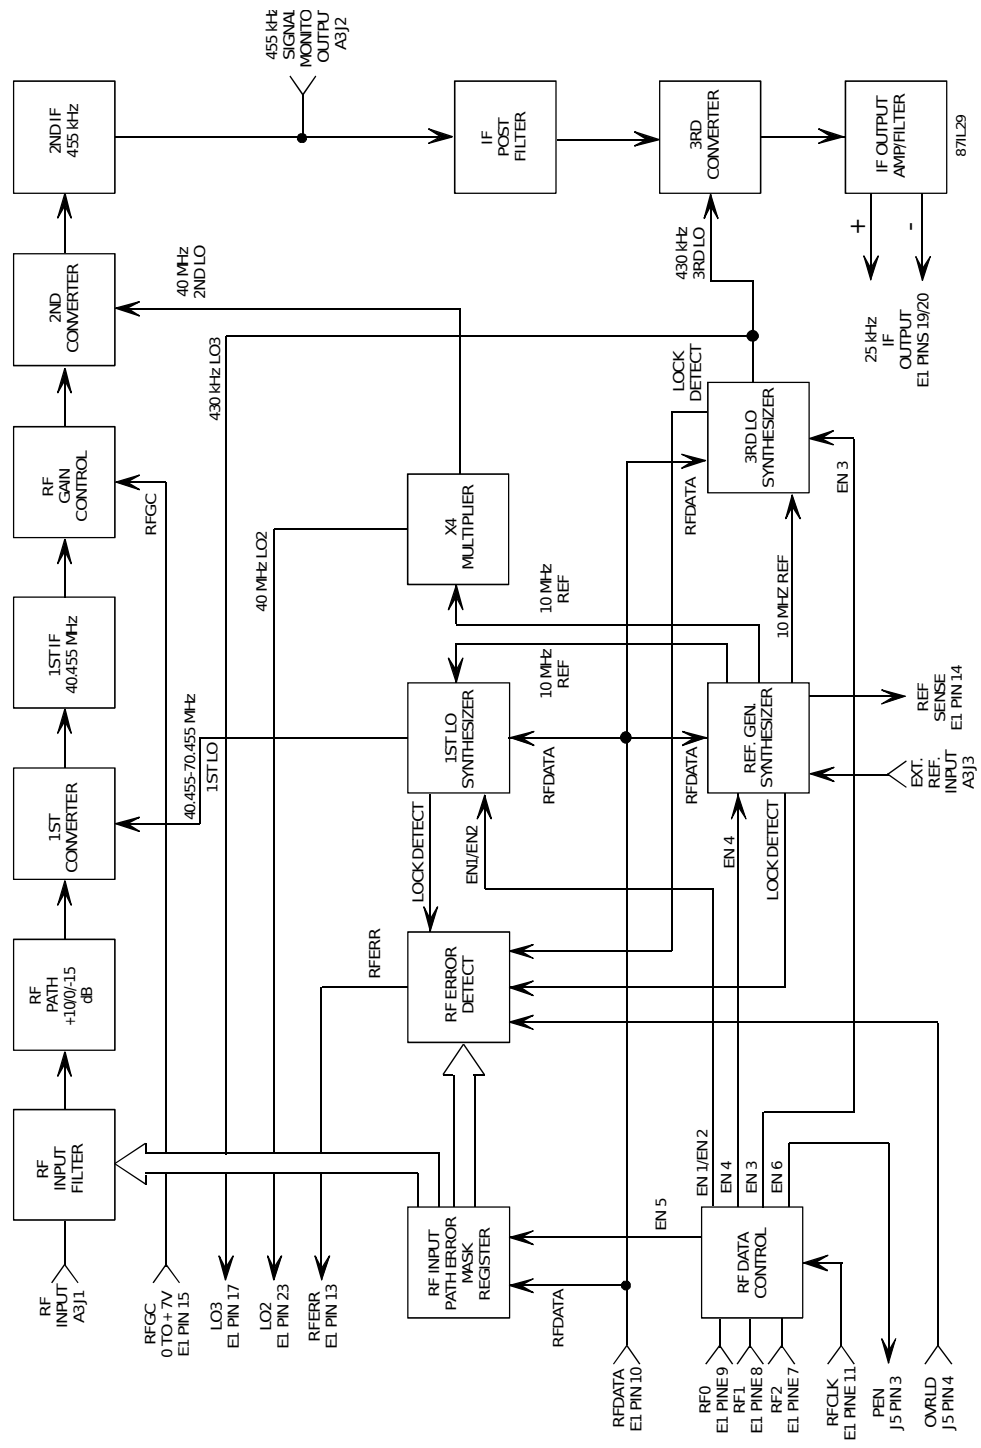 RF
INPUT
A3J1
RF
INPUT
FILTER
RF
PATH
+10/0/-15
dB
1ST
CONVERTER
1ST IF
40.455 MHz
RF
GAIN
CONTROL
2ND
CONVERTER
2ND IF
455 kHz
455 kHz
SIGNAL
MONITO
OUTPU
A3J2
RFGC
0 TO + 7V
E1 PIN 15
RFGC
40.455-70.455 MHz
1ST LO
40 MHz
2ND LO
LO3
E1 PIN 17
430 kHz LO3
LO2
E1 PIN 23
40 MHz LO2
RFERR
E1 PIN 13
RFERR
RF INPUT
PATH ERROR
MASK
REGISTER
RF ERROR
DETECT
LOCK DETECT
EN1/EN2
1ST LO
SYNTHESIZER
X4
MULTIPLIER
IF
POST
FILTER
RFDATA
RFDATA
10 MHz
REF
10 MHz
REF
RFDATA
E1 PIN 10
EN 5
RFDATA
RFDATA
LOCK
DETECT
430 kHz
3RD LO
3RD
CONVERTER
RF0
E1 PINE 9
RF1
E1 PINE 8
RF2
E1 PINE 7
RF DATA
CONTROL
EN 1/EN 2
EN 4
EN 3
EN 6
EN 4
LOCK DETECT
REF. GEN.
SYNTHESIZER
10 MHZ REF
3RD LO
SYNTHESIZER
EN 3
RFCLK
E1 PINE 11
PEN
J5 PIN 3
OVRLD
J5 PIN 4
EXT.
REF.
INPUT
A3J3
REF
SENSE
E1 PIN 14
25 kHz
IF
OUTPUT
E1 PINS 19/20
+
-
IF OUTPUT
AMP/FILTER
871L29